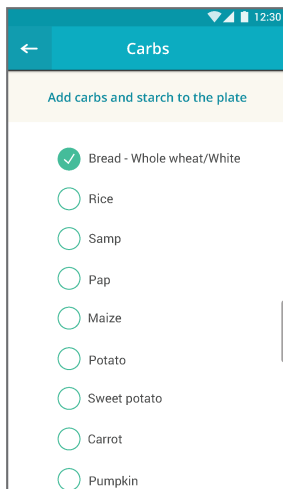 12:30
Carbs
Add carbs and starch to the plate
Bread - Whole wheat/White
Rice
Samp
Pap
Maize
Potato
Sweet potato
Carrot
Pumpkin